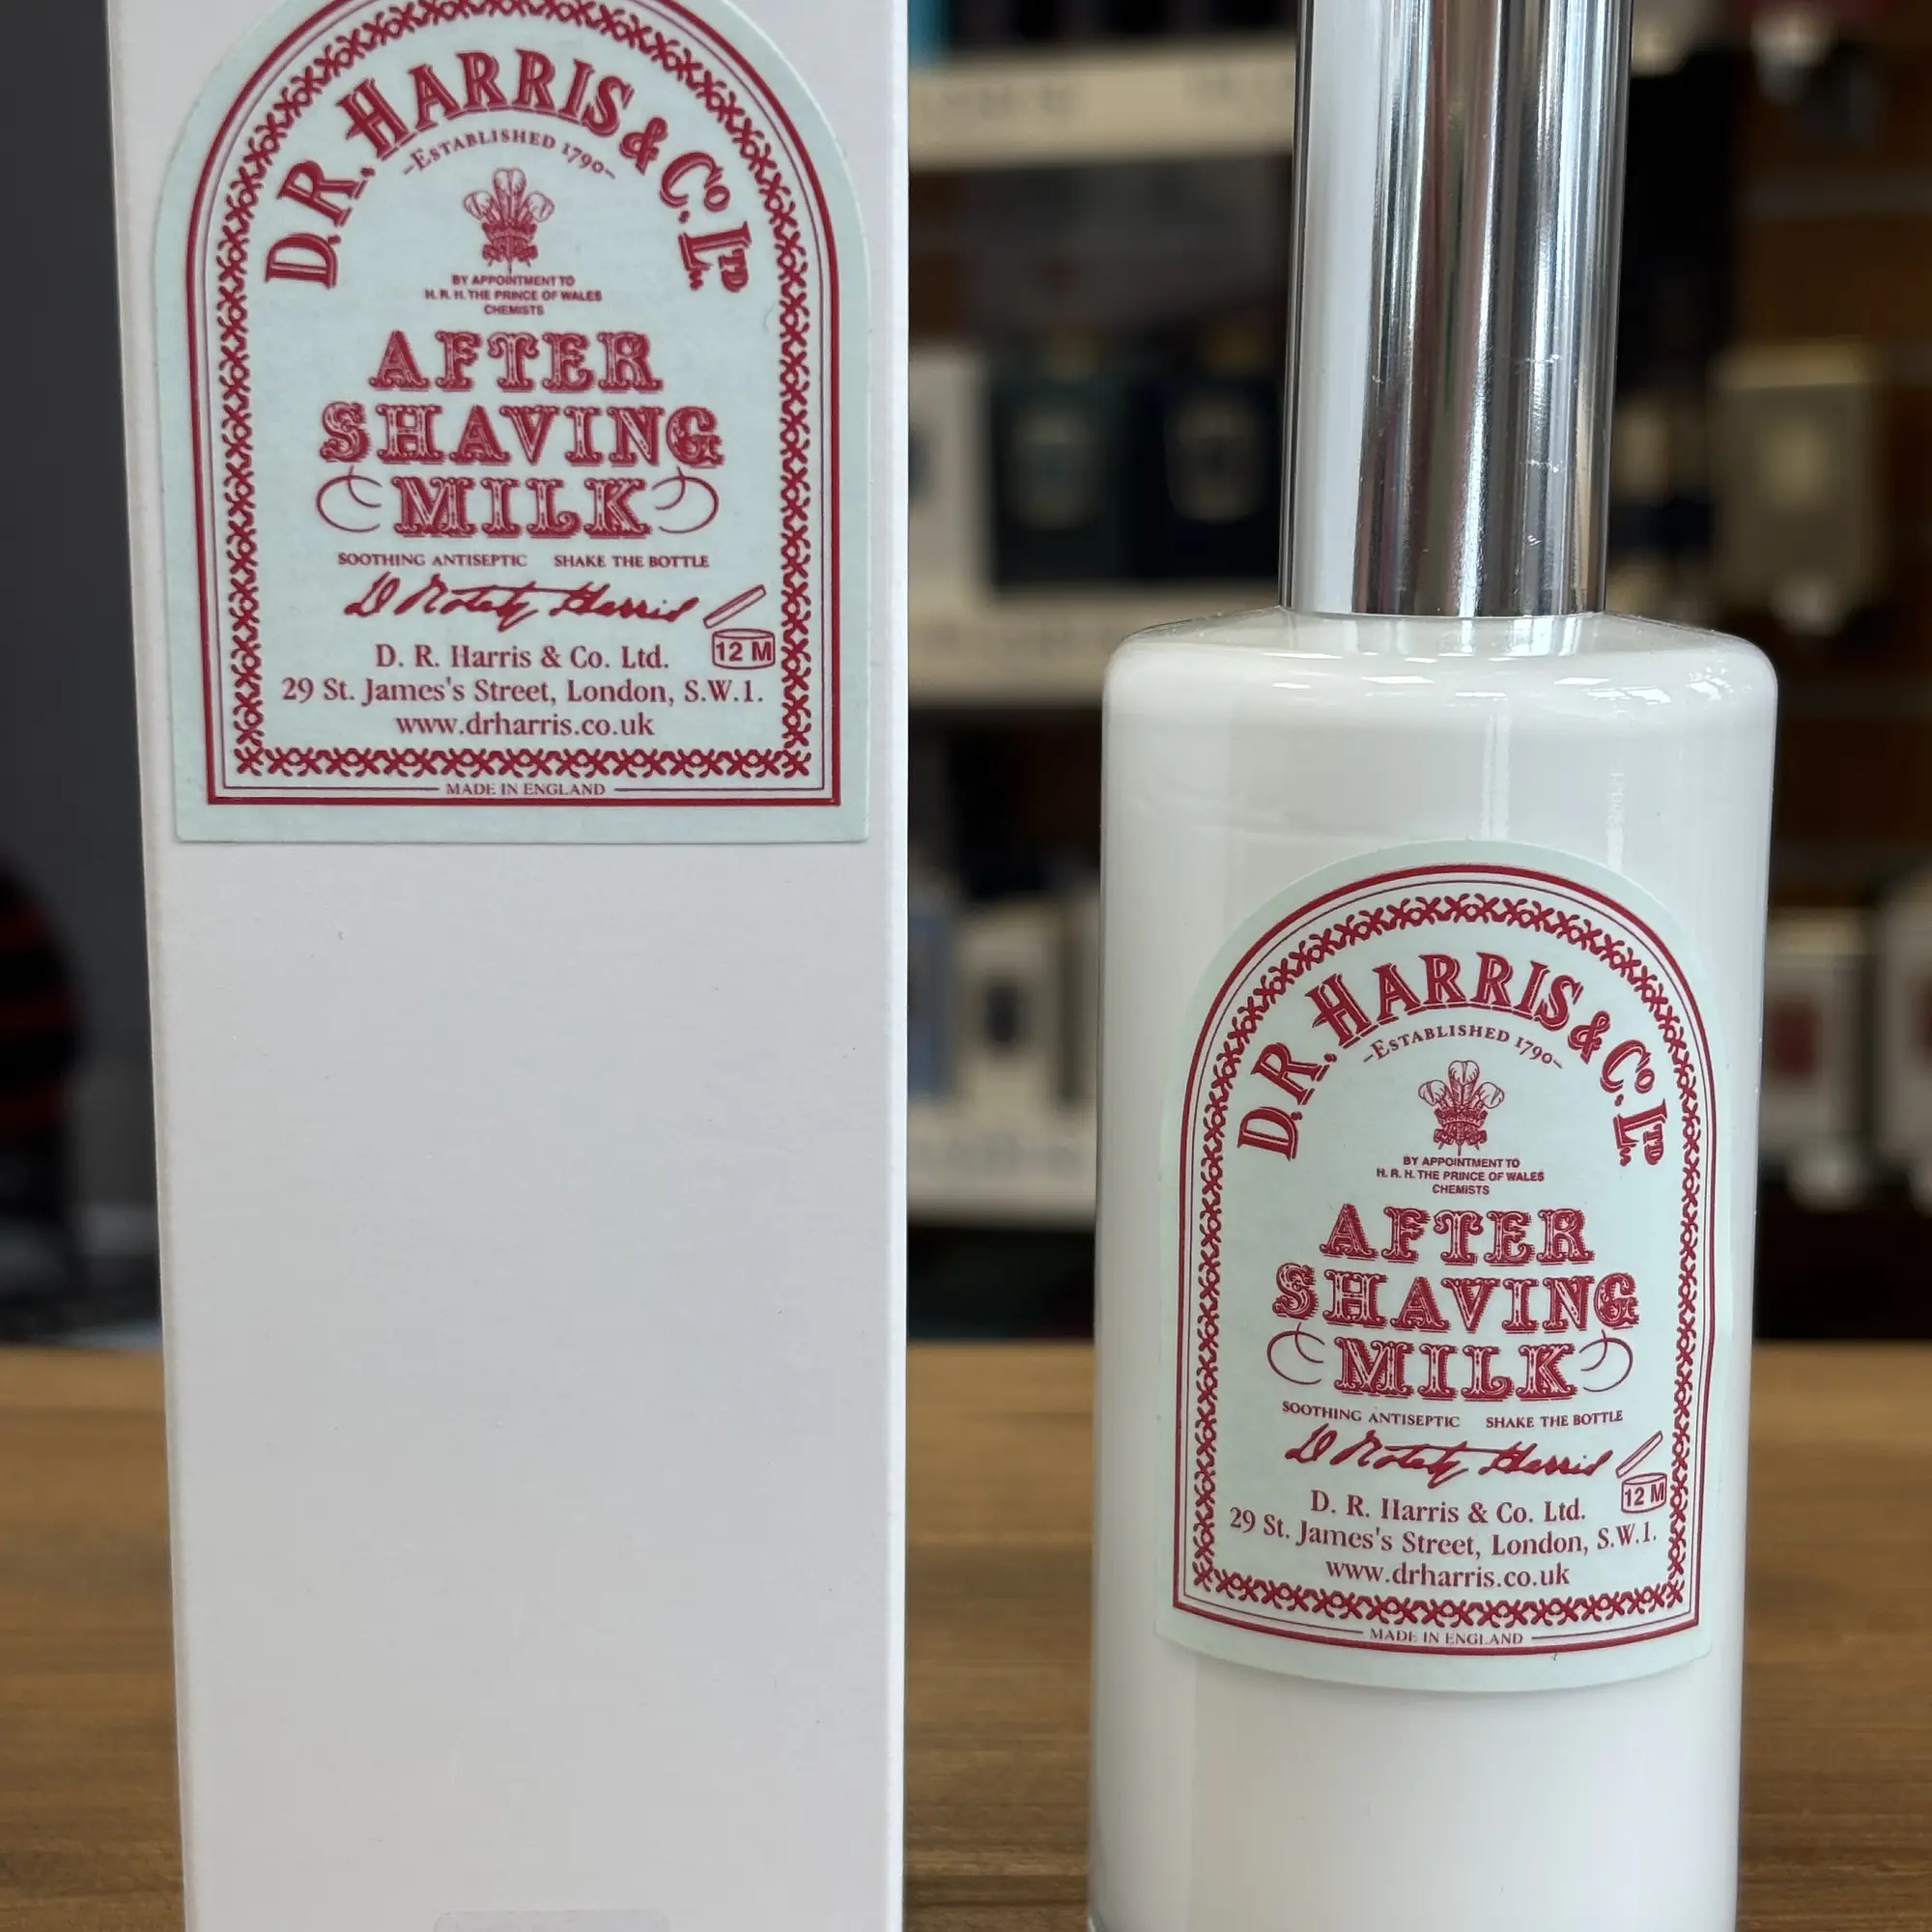 D.R. HARRIS & Co. LTD
-ESTABLISHED 1790-
BY APPOINTMENT TO
H. R. H. THE PRINCE OF WALES
CHEMISTS
AFTER
SHAVING
MILK
SOOTHING ANTISEPTIC SHAKE THE BOTTLE
12 M
D. R. Harris & Co. Ltd.
29 St. James's Street, London, S.W.1.
www.drharris.co.uk
MADE IN ENGLAND
D.R. HARRIS & Co. LTD
-ESTABLISHED 1790-
BY APPOINTMENT TO
H. R. H. THE PRINCE OF WALES
CHEMISTS
AFTER
SHAVING
MILK
SOOTHING ANTISEPTIC SHAKE THE BOTTLE
12 M
D. R. Harris & Co. Ltd.
29 St. James's Street, London, S.W.1.
www.drharris.co.uk
MADE IN ENGLAND